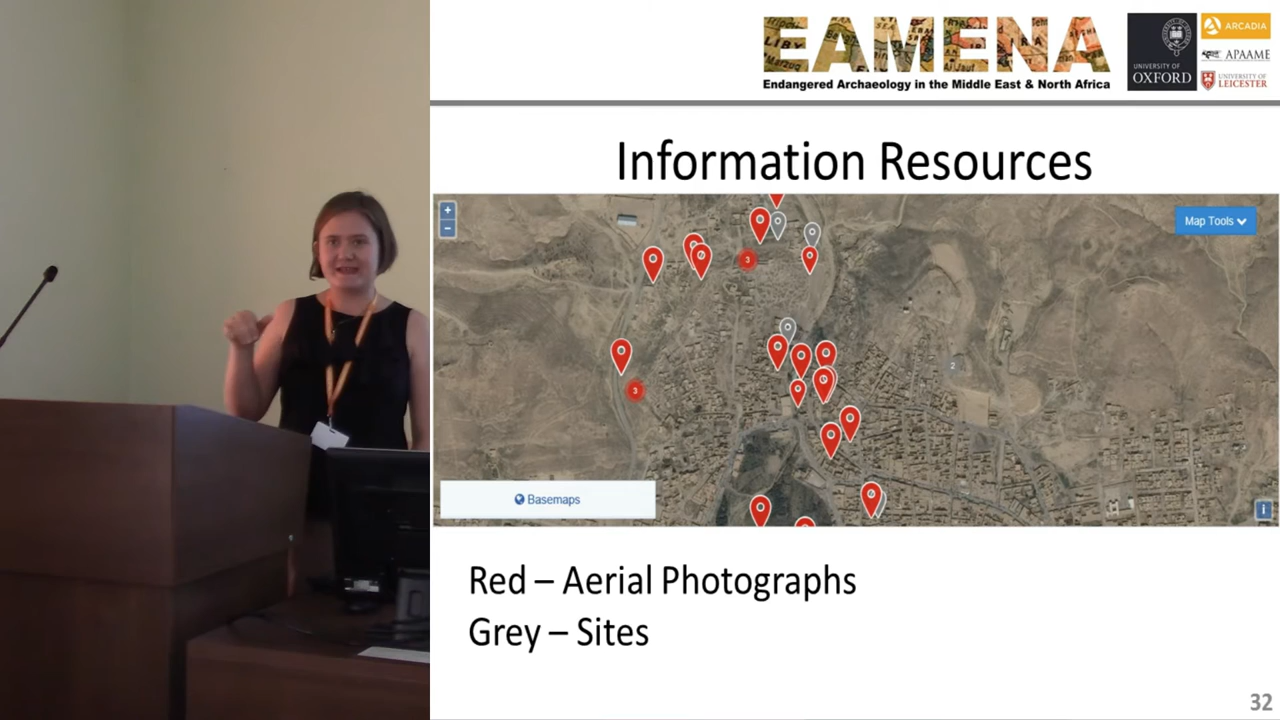 EAMENA
Endangered Archaeology in the Middle East & North Africa
UNIVERSITY OF
OXFORD
ARCADIA
APAAME
UNIVERSITY OF
LEICESTER
Information Resources
+
−
Map Tools
3
3
2
Basemaps
i
Red – Aerial Photographs
Grey – Sites
32